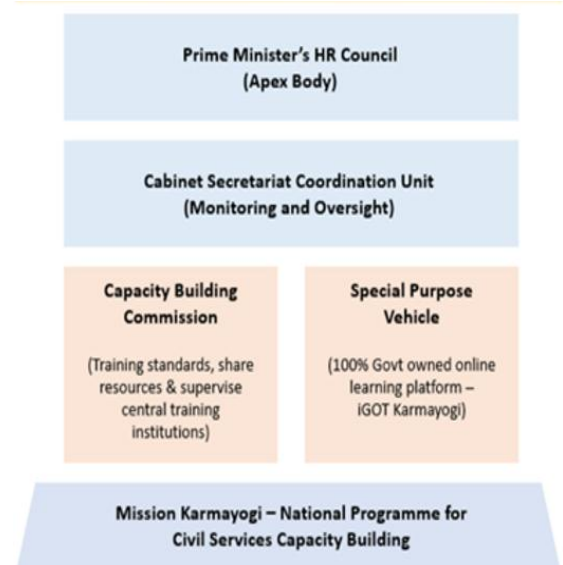 Prime Minister's HR Council
(Apex Body)
Cabinet Secretariat Coordination Unit
(Monitoring and Oversight)
Capacity Building
Commission
(Training standards, share
resources & supervise
central training
institutions)
Special Purpose
Vehicle
(100% Govt owned online
learning platform –
iGOT Karmayogi)
Mission Karmayogi – National Programme for
Civil Services Capacity Building